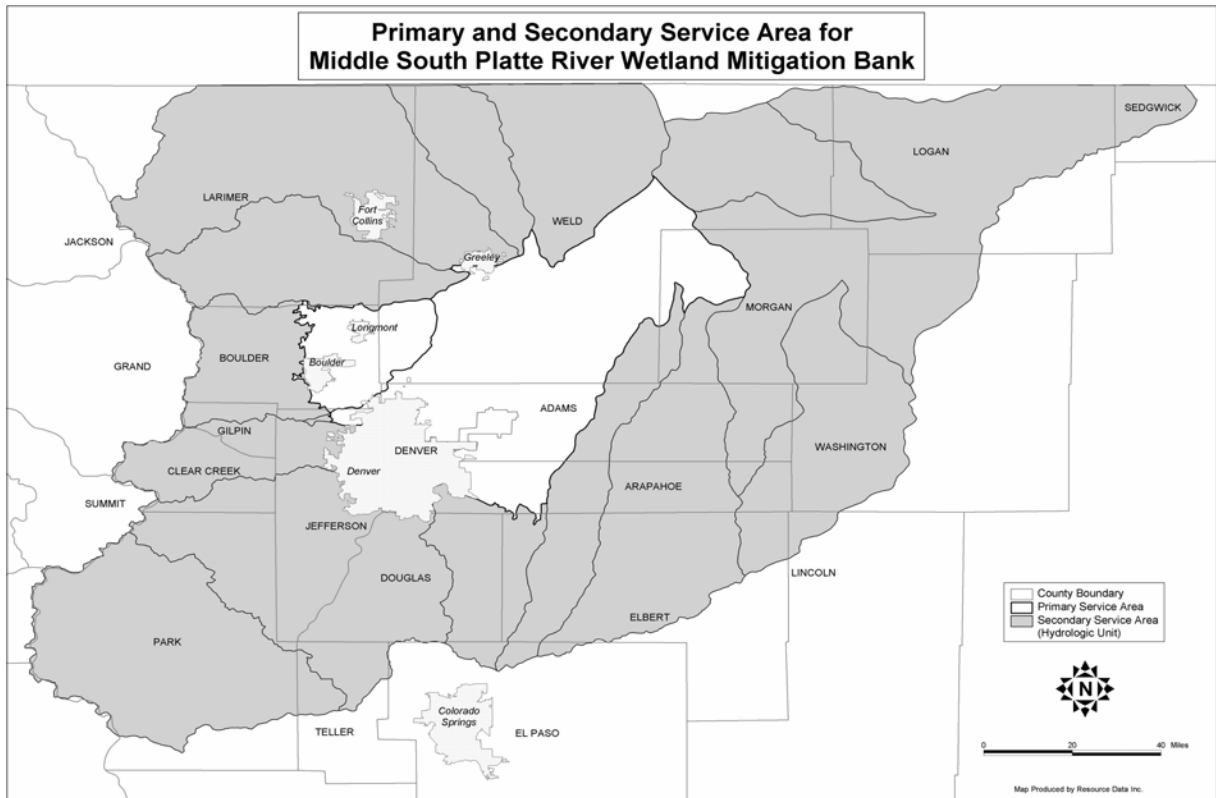 Primary and Secondary Service Area for
Middle South Platte River Wetland Mitigation Bank
SEDGWICK
LOGAN
LARIMER
Fort
Collins
WELD
JACKSON
Greeley
MORGAN
Longmont
GRAND
BOULDER
Boulder
ADAMS
GILPIN
DENVER
WASHINGTON
CLEAR CREEK
Denver
ARAPAHOE
SUMMIT
JEFFERSON
DOUGLAS
LINCOLN
ELBERT
PARK
County Boundary
Primary Service Area
Secondary Service Area
(Hydrologic Unit)
N
Colorado
Springs
TELLER
EL PASO
0 20 40 Miles
Map Produced by Resource Data Inc.